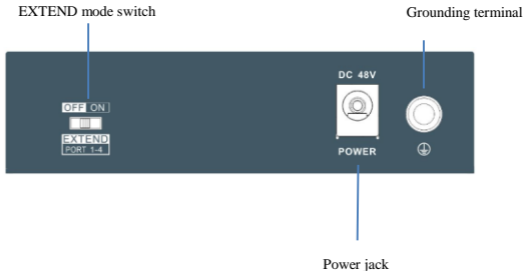 EXTEND mode switch
Grounding terminal
DC 48V
OFF ON
EXTEND
PORT 1-4
POWER
Power jack